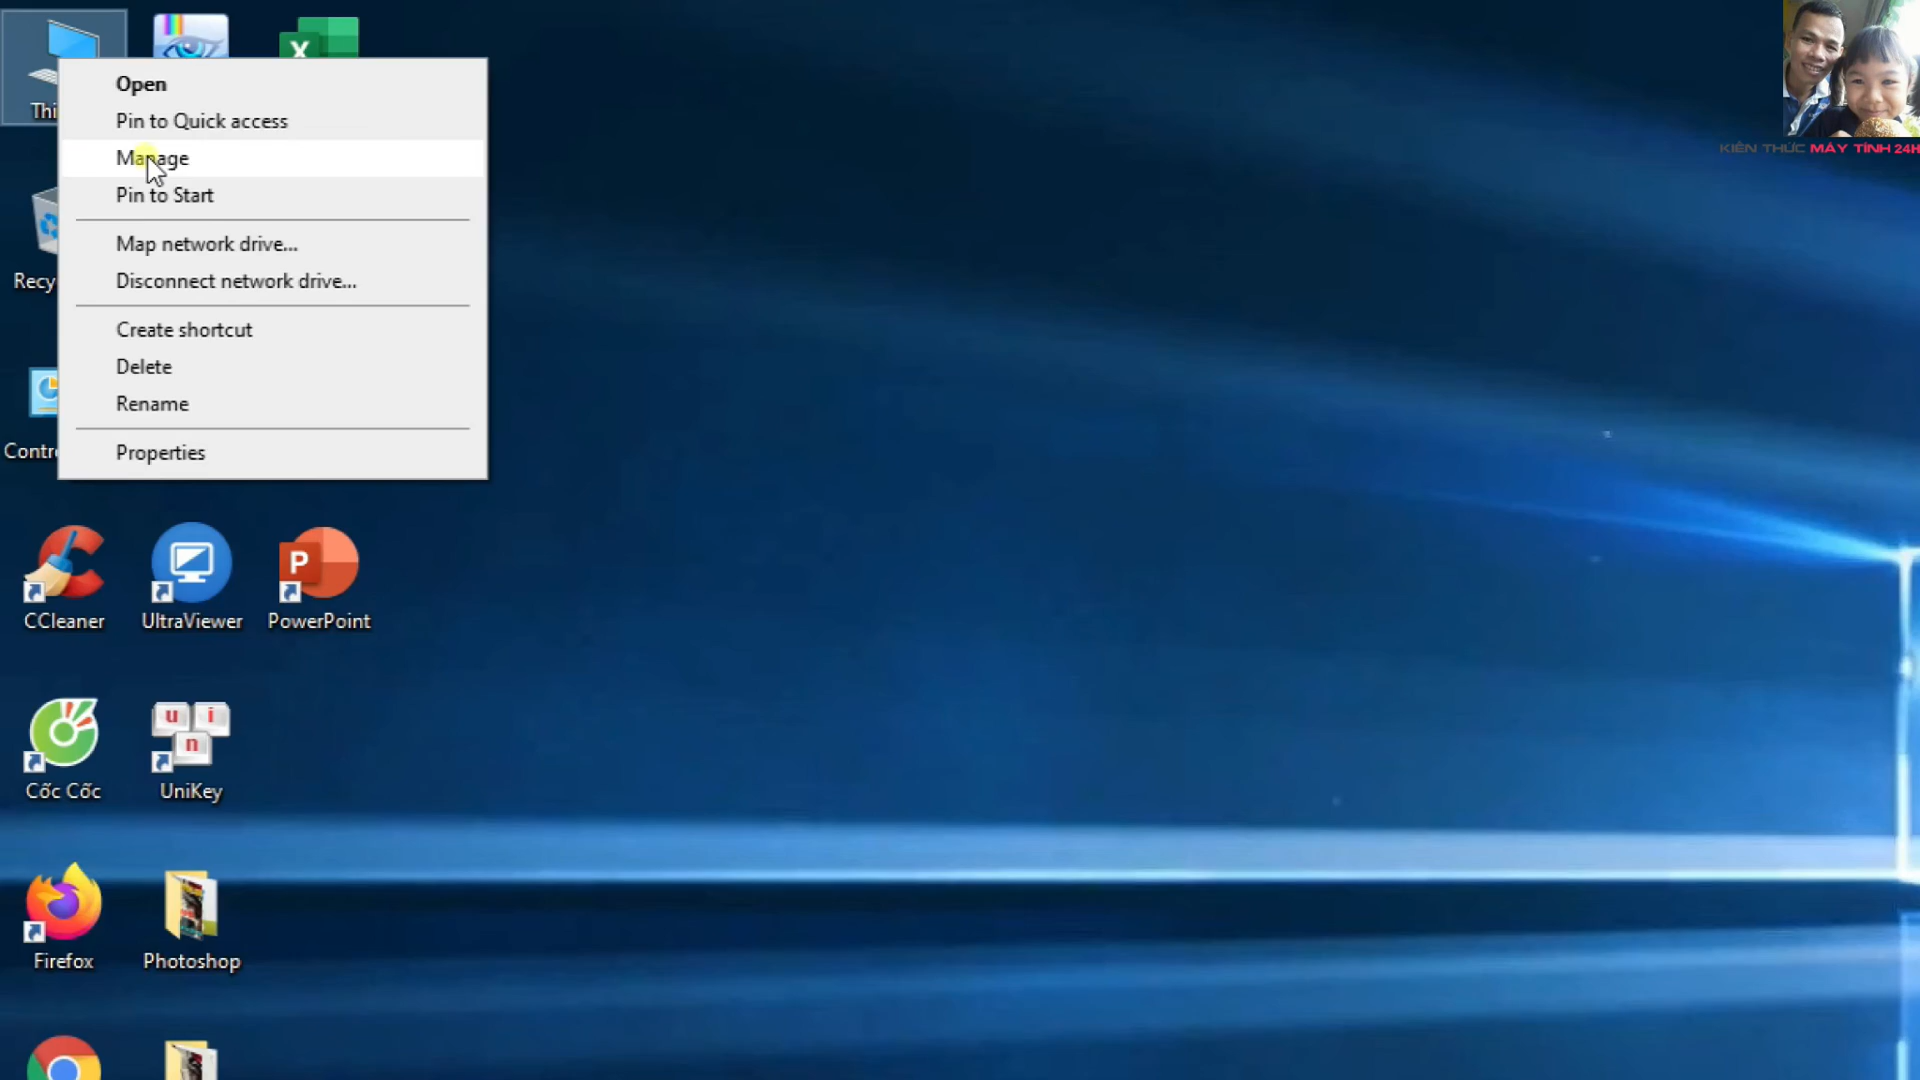 Open
Pin to Quick access
Manage
Pin to Start
Map network drive...
Disconnect network drive...
Create shortcut
Delete
Rename
Properties
Thi
Recy
Contr
CCleaner
UltraViewer
PowerPoint
Cốc Cốc
UniKey
Firefox
Photoshop
X
P
u
i
n
KIẾN THỨC MÁY TÍNH 24H